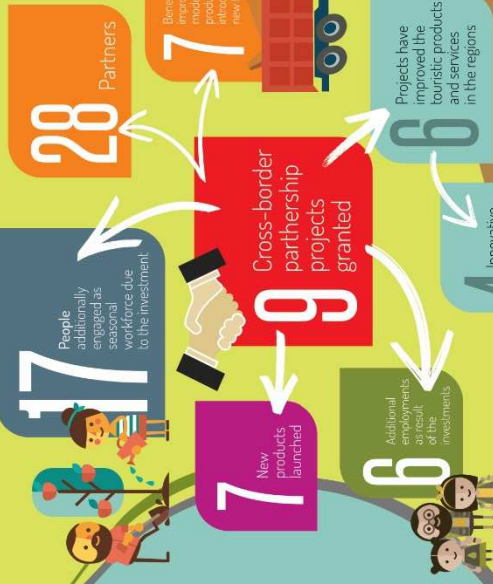 17
People
additionally
engaged as
seasonal
workforce due
to the investment
28
Partners
7
9
Cross-border
parthership
projects
granted
7
New
products
launched
6
Additional
employments
as result
of the
investments
6
Projects have
improved the
touristic products
and services
in the regions